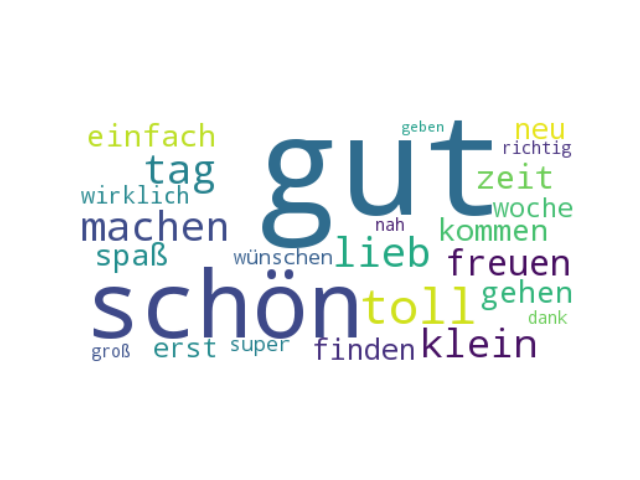 geben
einfach
gut
neu
richtig
tag
zeit
wirklich
woche
machen
nah
kommen
spaß
wünschen
lieb
freuen
schön
toll
gehen
dank
groß
erst
super
finden
klein